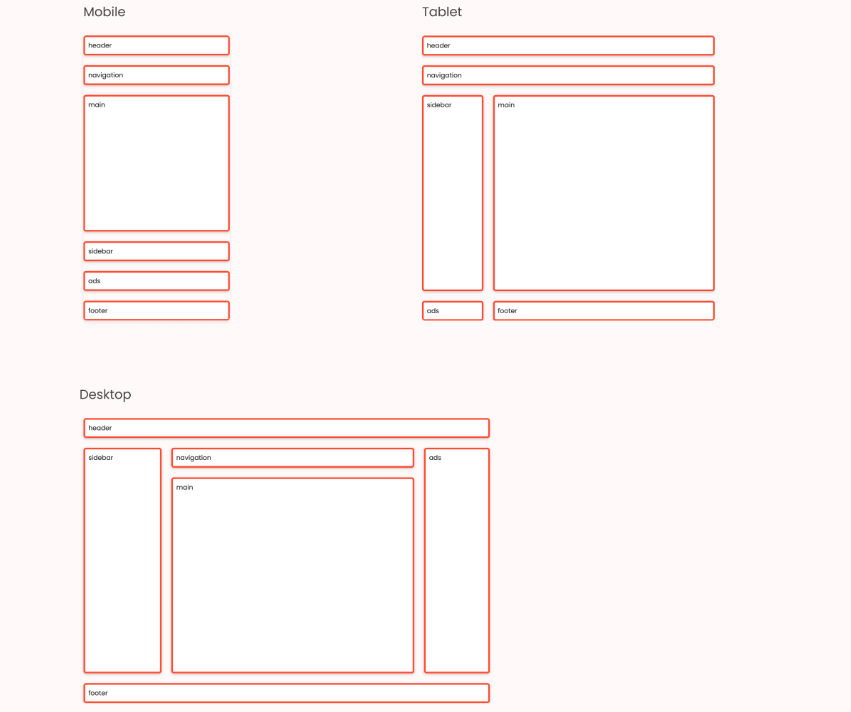 Mobile
header
navigation
main
sidebar
ads
footer
Tablet
header
navigation
sidebar
main
ads
footer
Desktop
header
sidebar
navigation
ads
main
footer